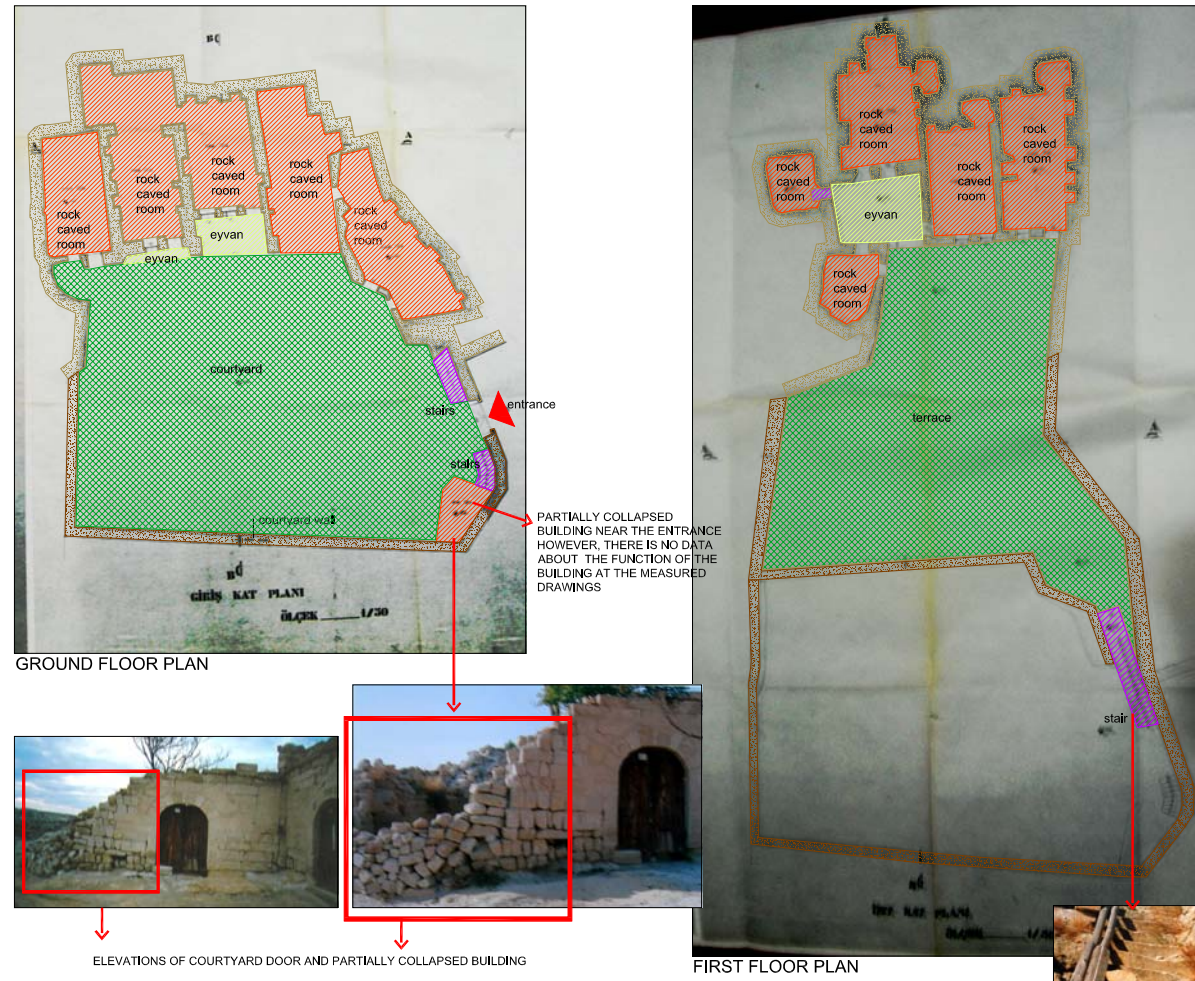 B
A
A
rock
caved
room
rock
caved
room
rock
caved
room
rock
caved
room
rock
caved
room
eyvan
eyvan
courtyard
stairs
entrance
stairs
courtyard wall
PARTIALLY COLLAPSED
BUILDING NEAR THE ENTRANCE
HOWEVER, THERE IS NO DATA
ABOUT THE FUNCTION OF THE
BUILDING AT THE MEASURED
DRAWINGS
B
GİRİŞ KAT PLANI
ÖLÇEK 1/50
GROUND FLOOR PLAN
ELEVATIONS OF COURTYARD DOOR AND PARTIALLY COLLAPSED BUILDING
rock
caved
room
rock
caved
room
rock
caved
room
rock
caved
room
eyvan
rock
caved
room
terrace
A
A
stair
KAT PLANI
ÖLÇEK
FIRST FLOOR PLAN